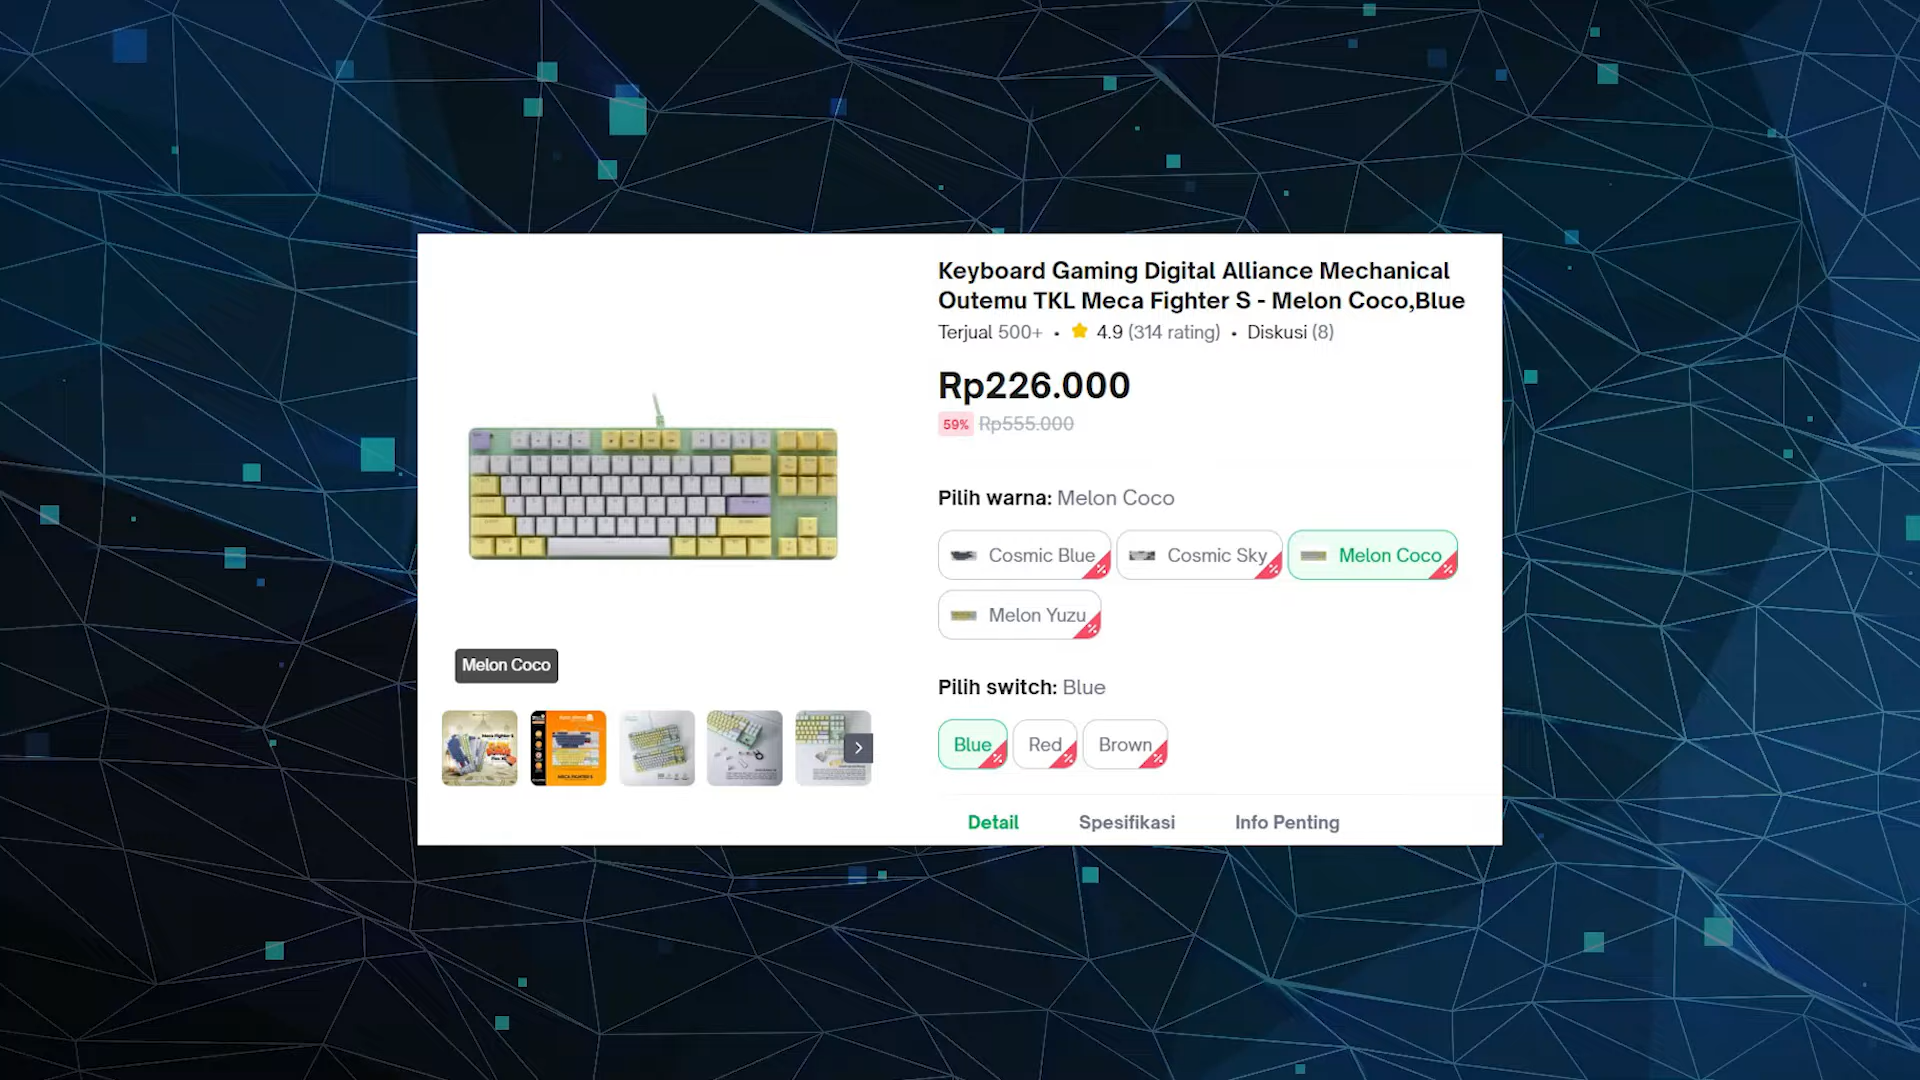 Keyboard Gaming Digital Alliance Mechanical
Outemu TKL Meca Fighter S - Melon Coco,Blue
Terjual 500+ • 4.9 (314 rating) • Diskusi (8)
Rp226.000
59% Rp555.000
Pilih warna: Melon Coco
Cosmic Blue
Cosmic Sky
Melon Coco
Melon Yuzu
Pilih switch: Blue
Blue
Red
Brown
Detail
Spesifikasi
Info Penting
Melon Coco
MECA FIGHTER S